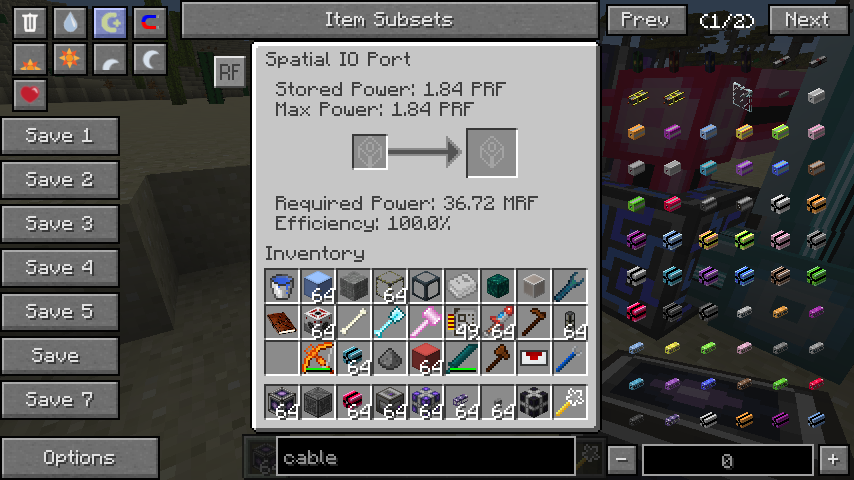 Item Subsets
Prev (1/2) Next
RF
Spatial IO Port
Stored Power: 1.84 PRF
Max Power: 1.84 PRF
Required Power: 36.72 MRF
Efficiency: 100.0%
Inventory
Save 1
Save 2
Save 3
Save 4
Save 5
Save
Save 7
64 64
64 49 64 64
64 64 64
64 64 64 64 64 64
Options
cable
- 0 +